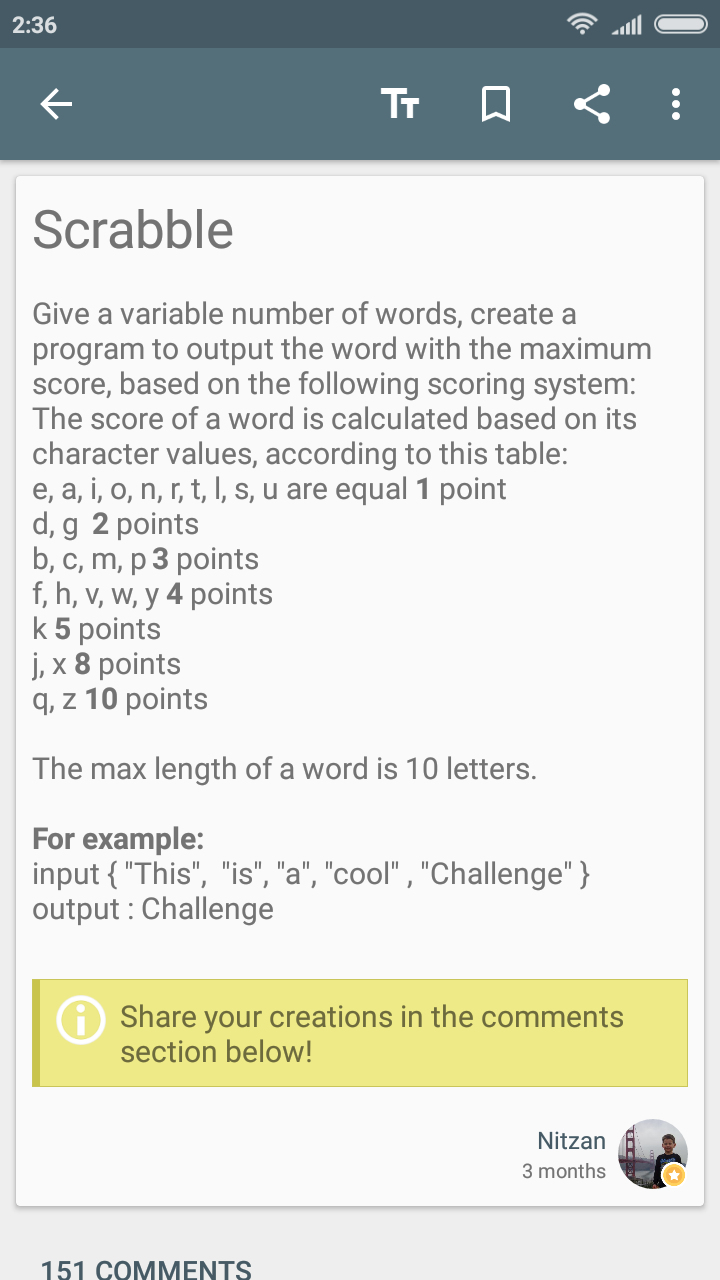 2:36
Tт
Scrabble
Give a variable number of words, create a
program to output the word with the maximum
score, based on the following scoring system:
The score of a word is calculated based on its
character values, according to this table:
e, a, i, o, n, r, t, l, s, u are equal 1 point
d, g  2 points
b, c, m, p 3 points
f, h, v, w, y 4 points
k 5 points
j, x 8 points
q, z 10 points
The max length of a word is 10 letters.
For example:
input { "This",  "is", "a", "cool" , "Challenge" }
output : Challenge
Share your creations in the comments
section below!
Nitzan
3 months
151 COMMENTS